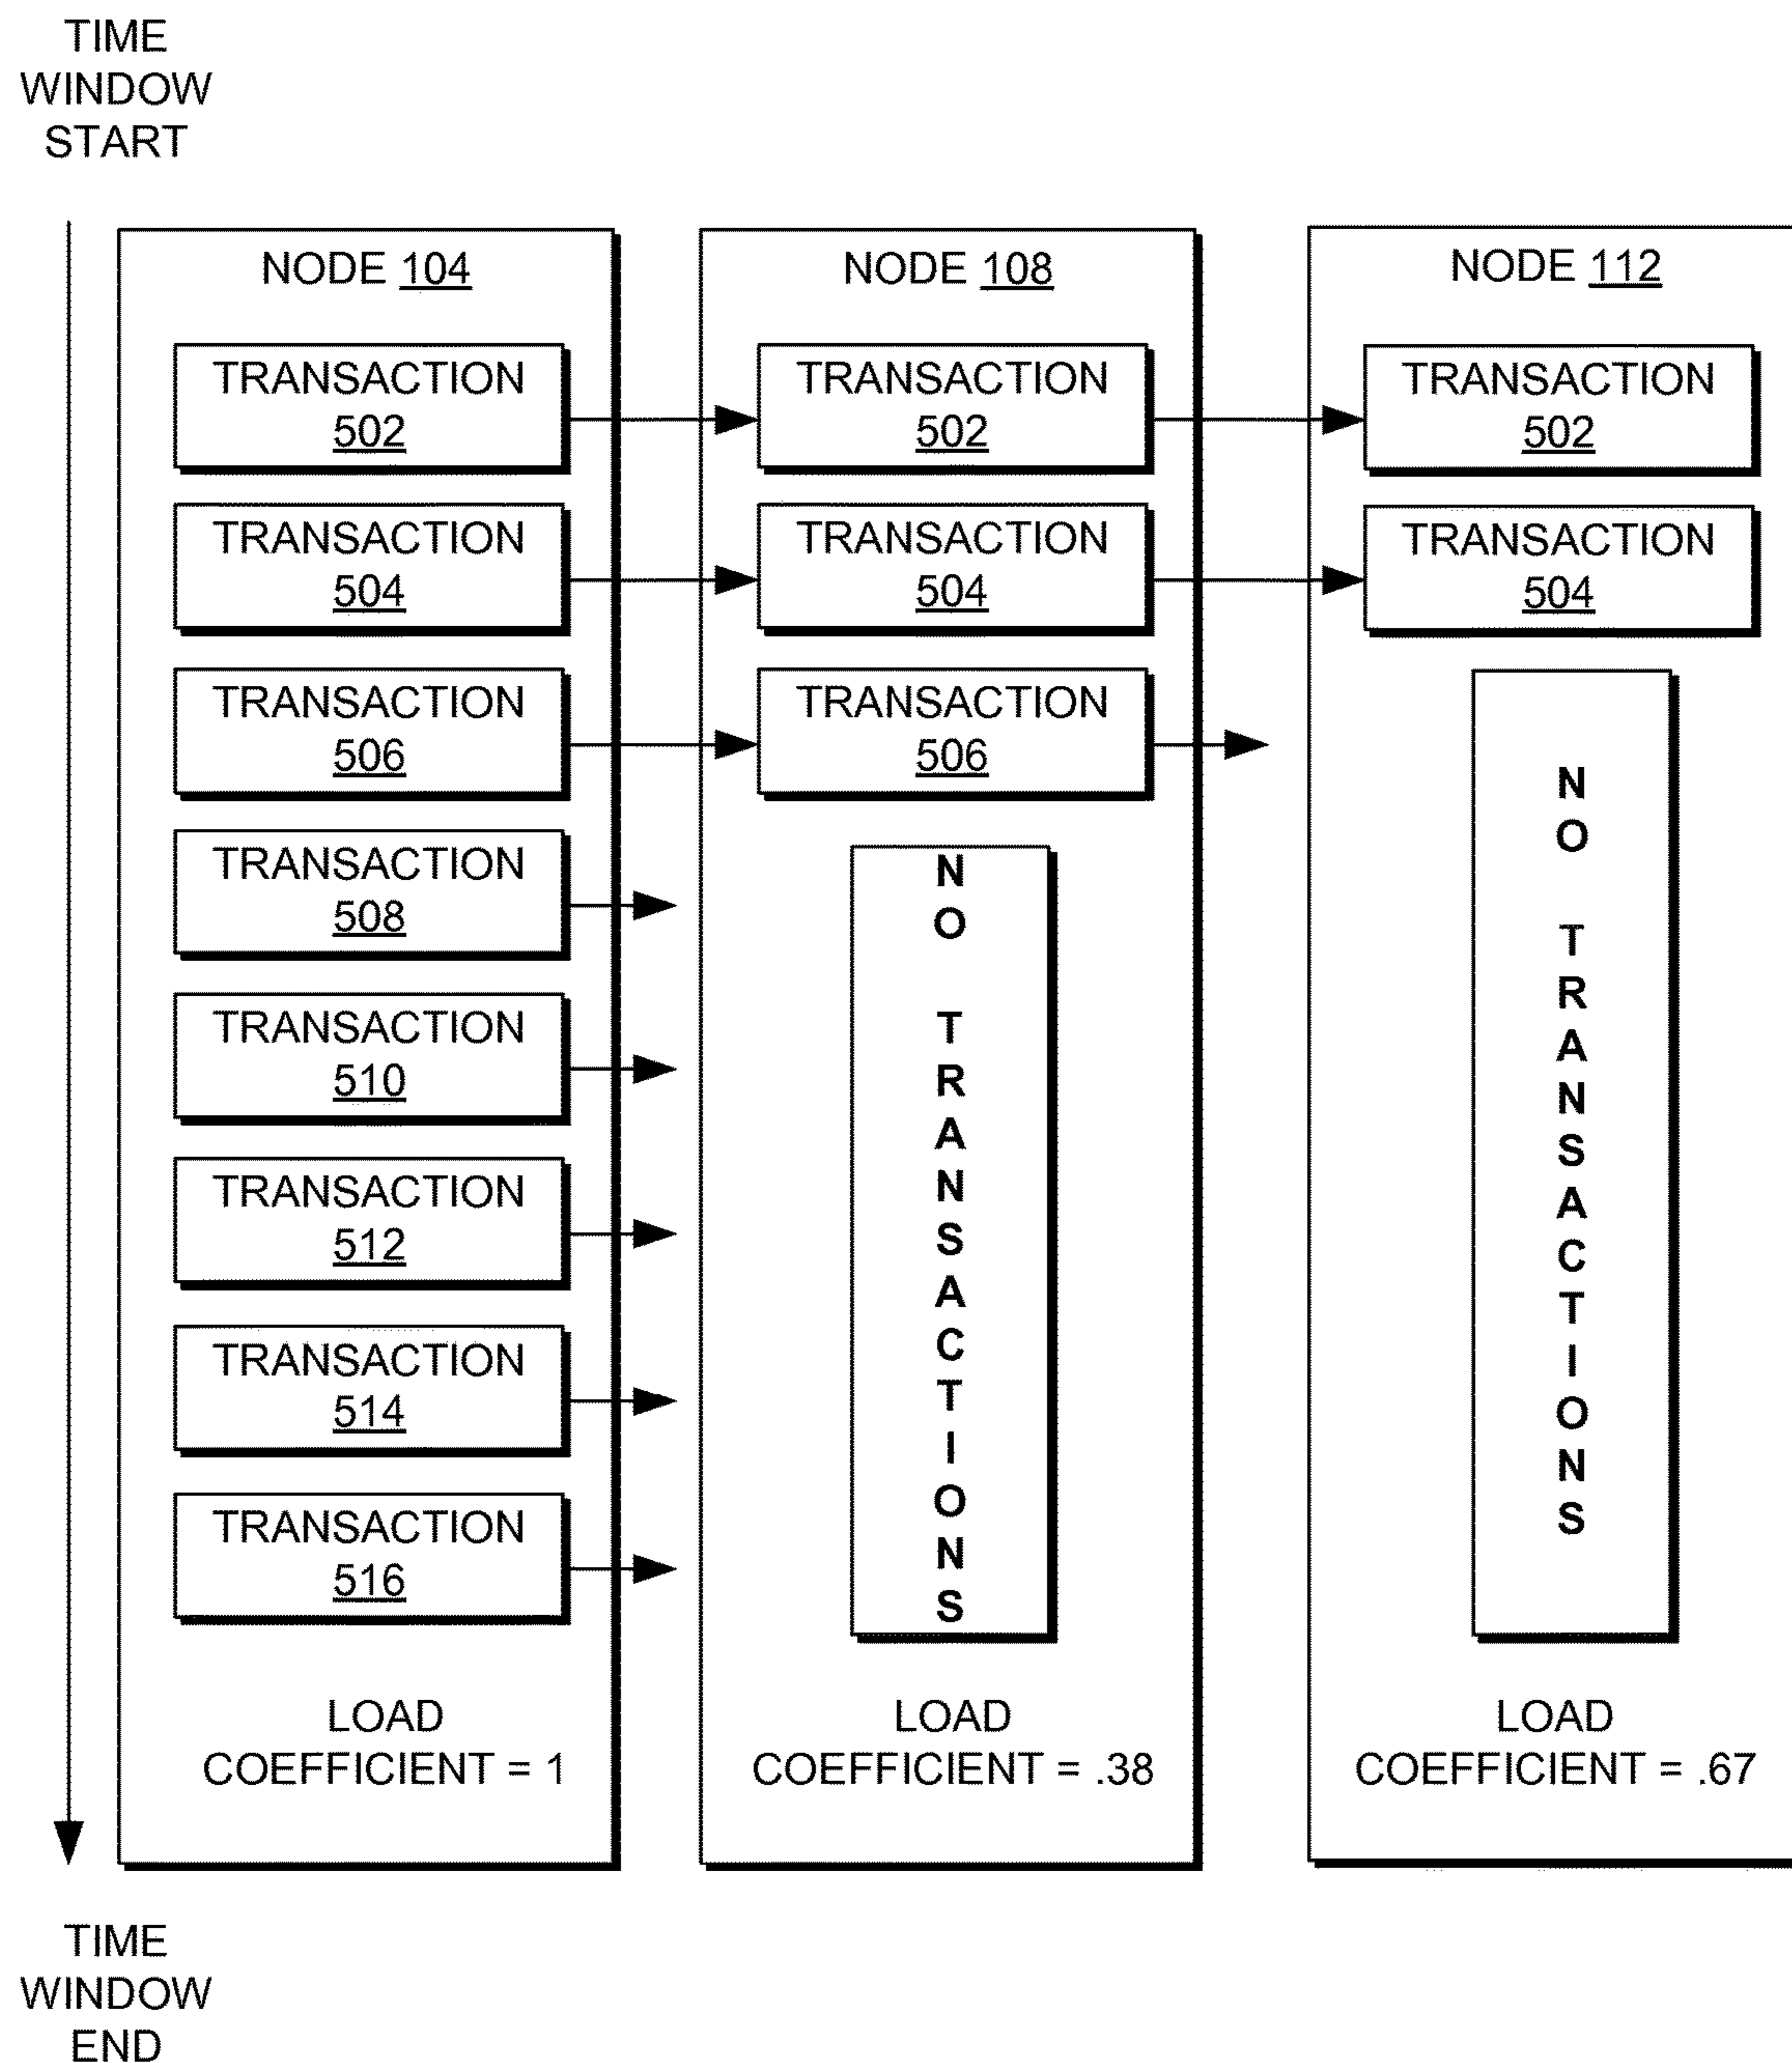 TIME
WINDOW
START
NODE 104
TRANSACTION
502
TRANSACTION
504
TRANSACTION
506
TRANSACTION
508
TRANSACTION
510
TRANSACTION
512
TRANSACTION
514
TRANSACTION
516
LOAD
COEFFICIENT = 1
NODE 108
TRANSACTION
502
TRANSACTION
504
TRANSACTION
506
NO TRANSACTIONS
LOAD
COEFFICIENT = .38
NODE 112
TRANSACTION
502
TRANSACTION
504
NO TRANSACTIONS
LOAD
COEFFICIENT = .67
TIME
WINDOW
END